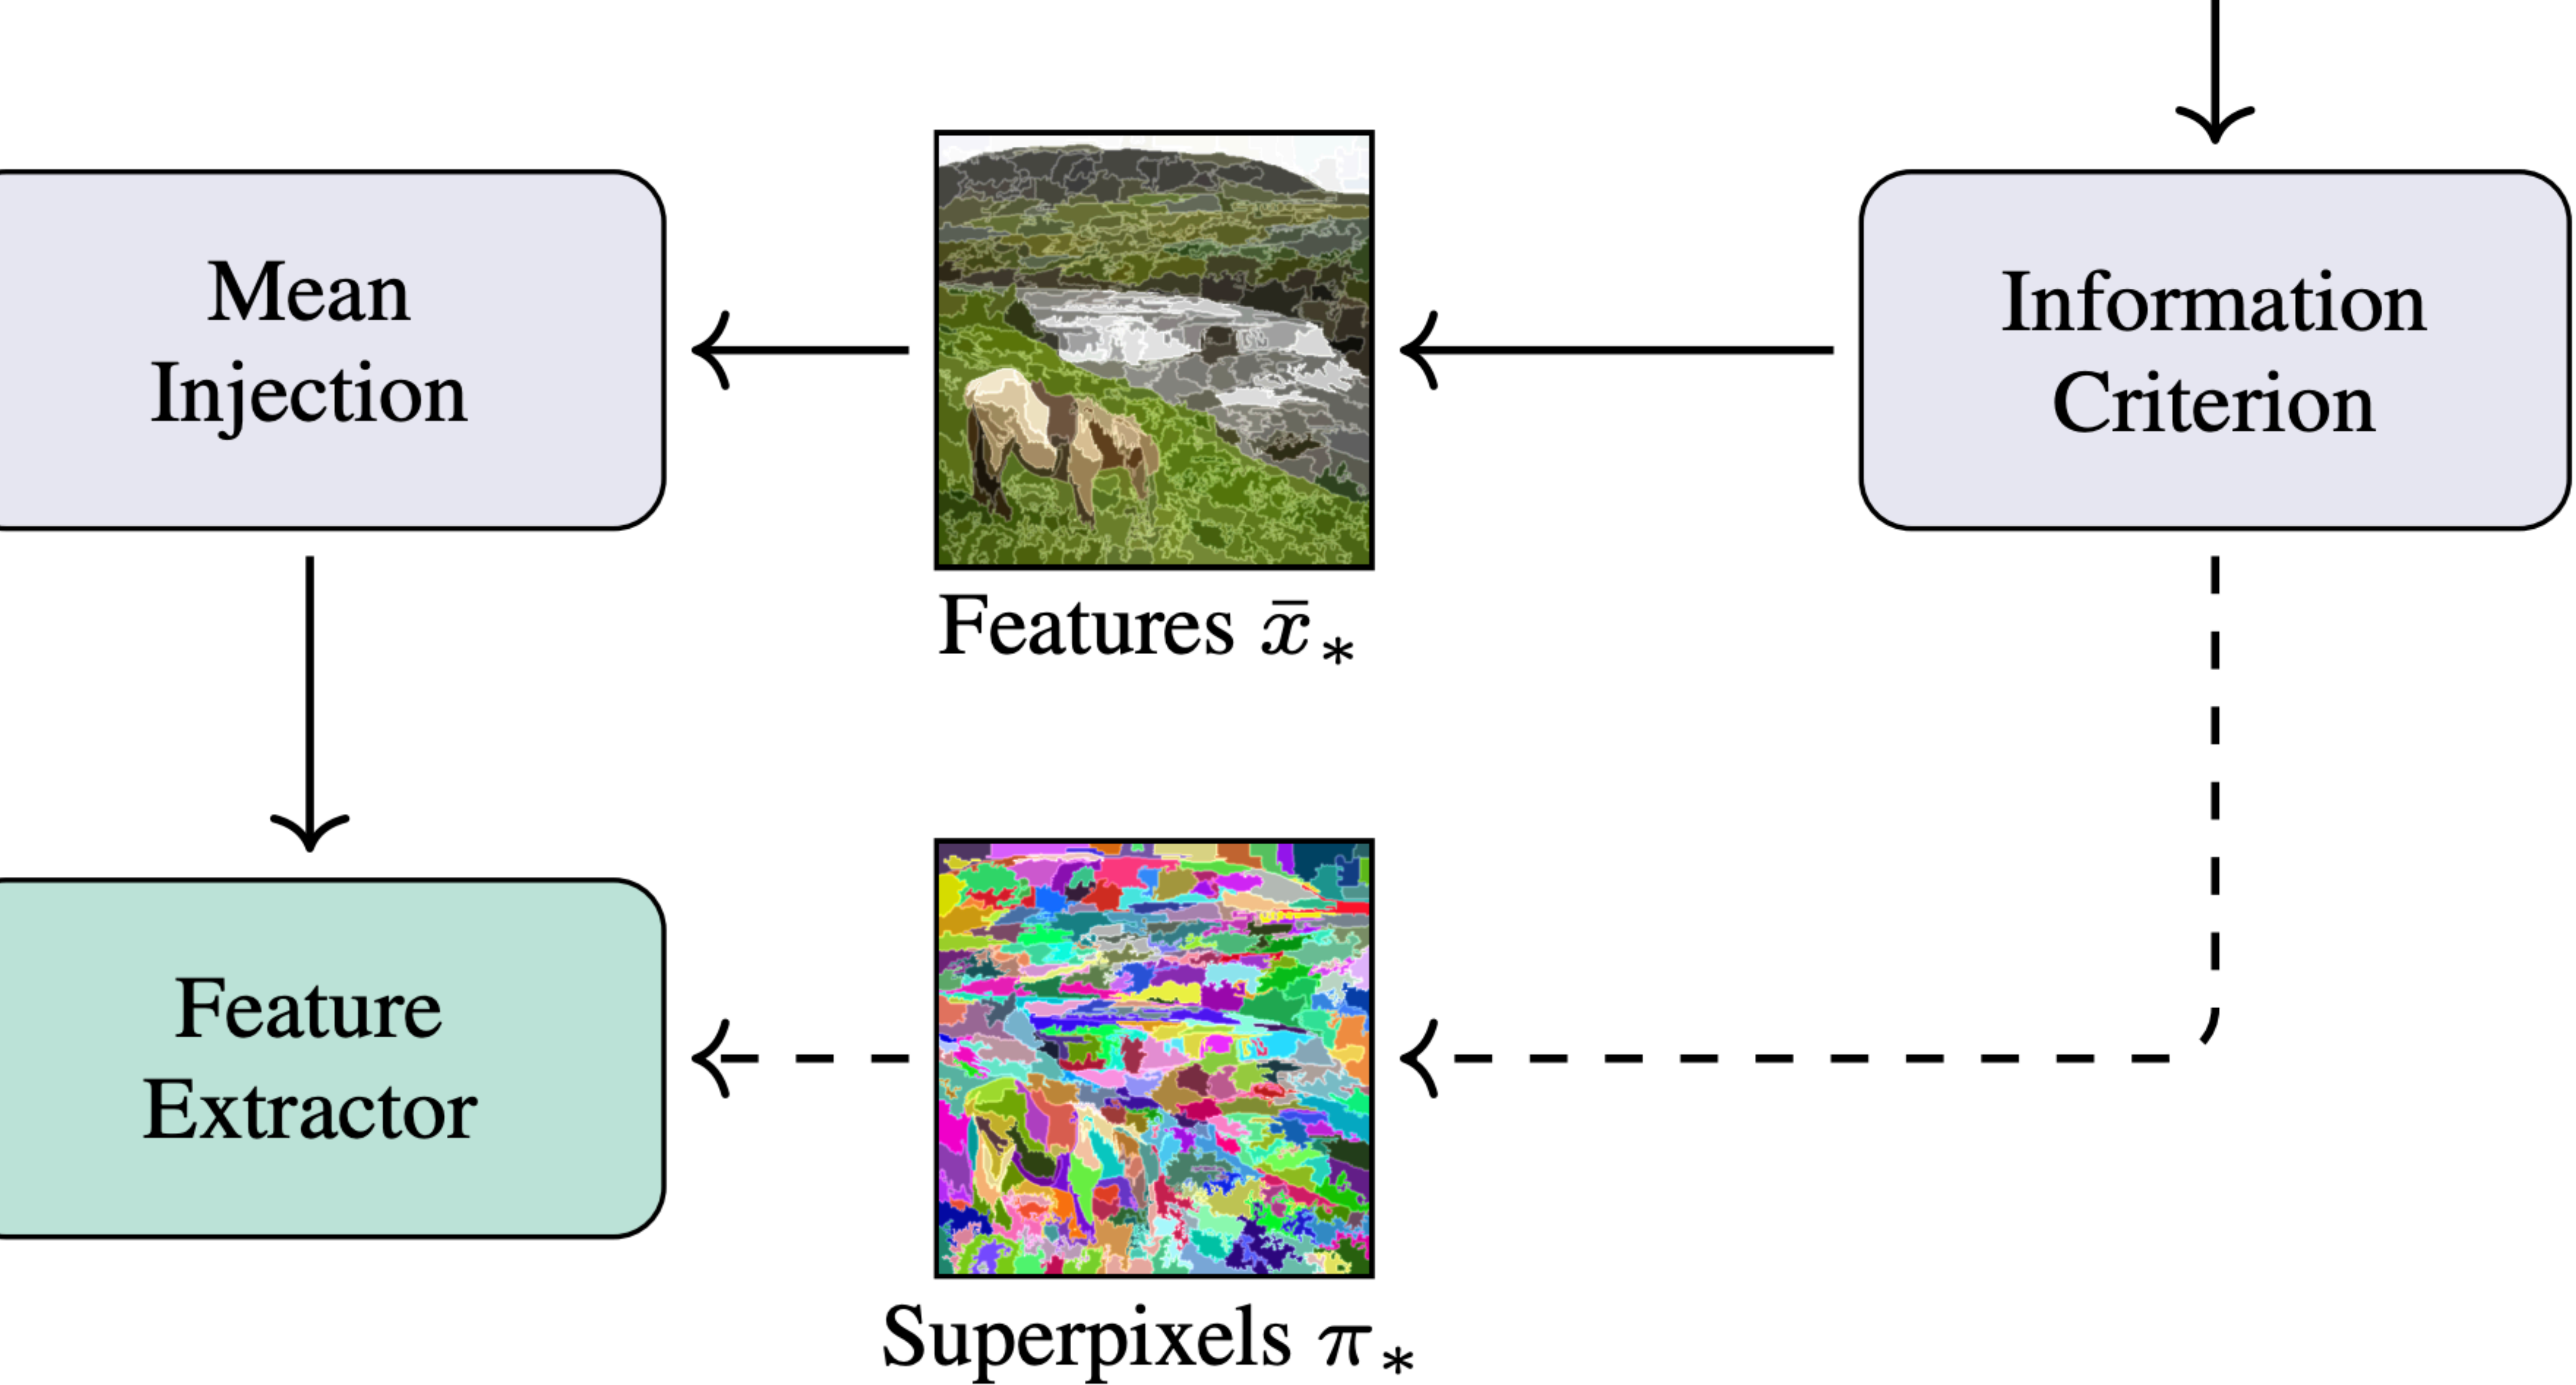 Mean
Injection
Features x̄∗
Information
Criterion
Feature
Extractor
Superpixels π∗